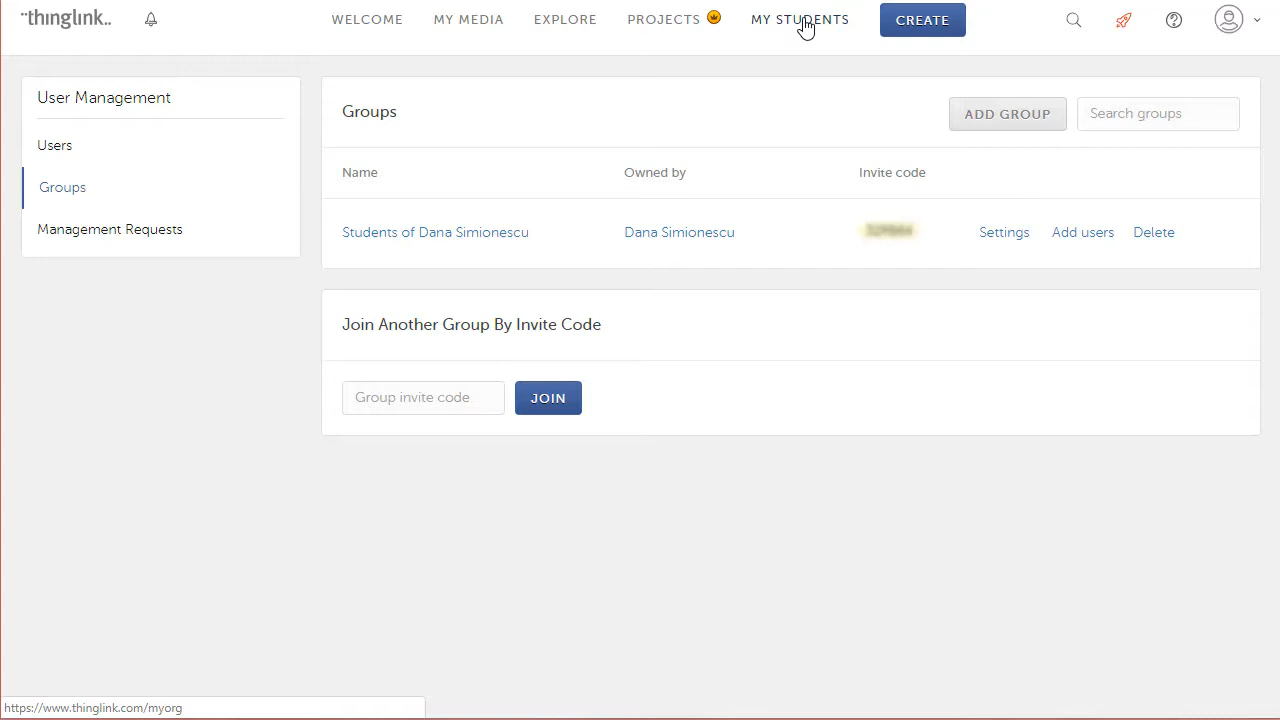 thinglink..
WELCOME MY MEDIA EXPLORE PROJECTS MY STUDENTS CREATE
User Management
Users
Groups
Management Requests
Groups
ADD GROUP Search groups
Name Owned by Invite code
Students of Dana Simionescu Dana Simionescu Settings Add users Delete
Join Another Group By Invite Code
Group invite code JOIN
https://www.thinglink.com/myorg